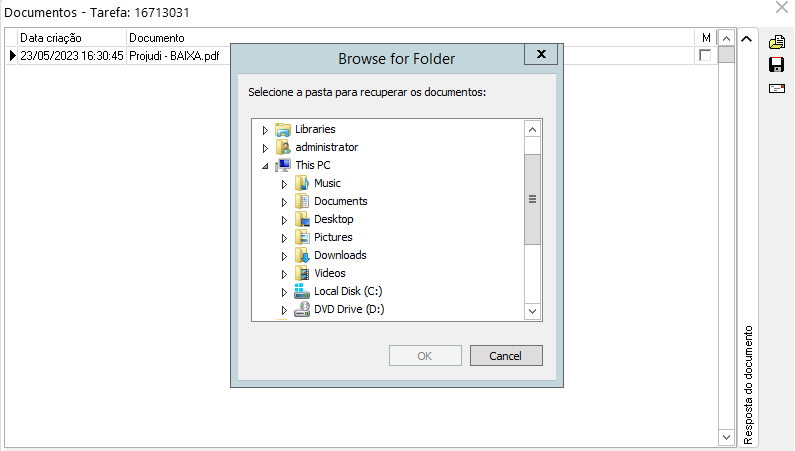 Documentos - Tarefa: 16713031
Data criação Documento M
23/05/2023 16:30:45 Projudi - BAIXA.pdf
Browse for Folder
Selecione a pasta para recuperar os documentos:
Libraries
administrator
This PC
Music
Documents
Desktop
Pictures
Downloads
Videos
Local Disk (C:)
DVD Drive (D:)
OK Cancel
Resposta do documento